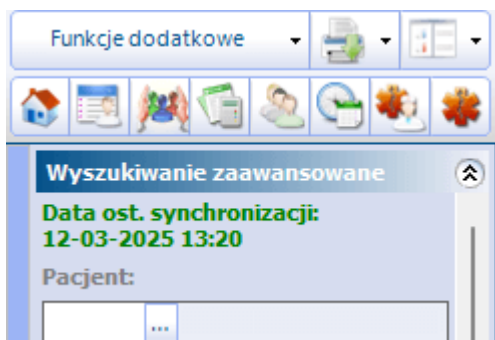 Funkcje dodatkowe
Wyszukiwanie zaawansowane
Data ost. synchronizacji:
12-03-2025 13:20
Pacjent:
...